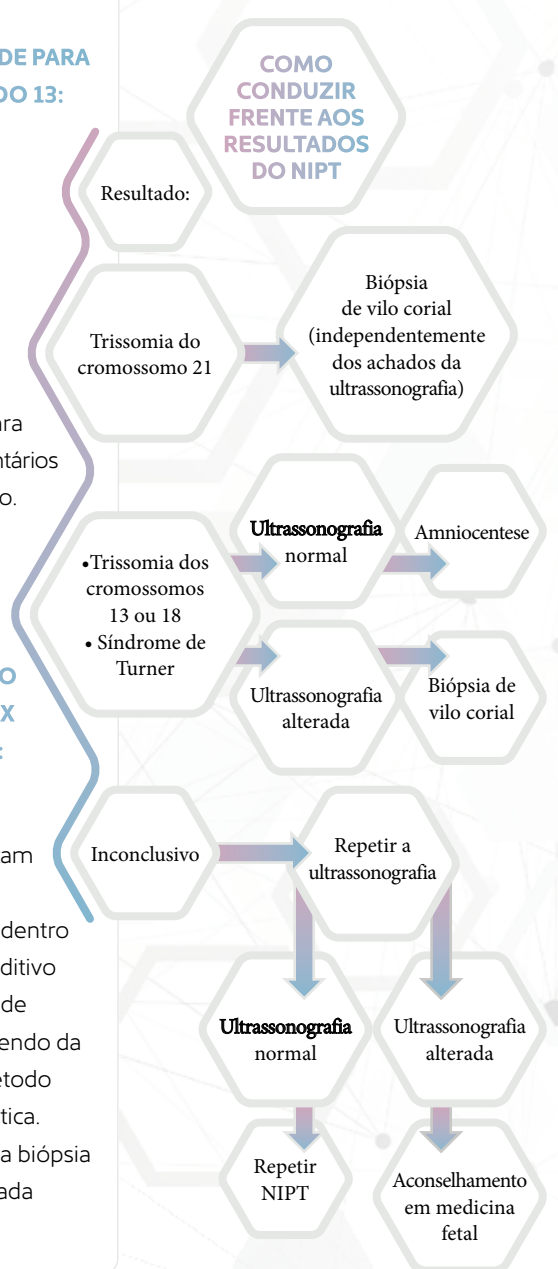 DE PARA
DO 13:
COMO
CONDUZIR
FRENTE AOS
RESULTADOS
DO NIPT
Resultado:
Trissomia do
cromossomo 21
Biópsia
de vilo corial
(independentemente
dos achados da
ultrassonografia)
ntários
o.
•Trissomia dos
cromossomos
13 ou 18
• Síndrome de
Turner
Ultrassonografia
normal
Amniocentese
Ultrassonografia
alterada
Biópsia de
vilo corial
O
X
:
Inconclusivo
Repetir a
ultrassonografia
tam
dentro
ditivo
de
endo da
étodo
tica.
a biópsia
ada
Ultrassonografia
normal
Ultrassonografia
alterada
Repetir
NIPT
Aconselhamento
em medicina
fetal